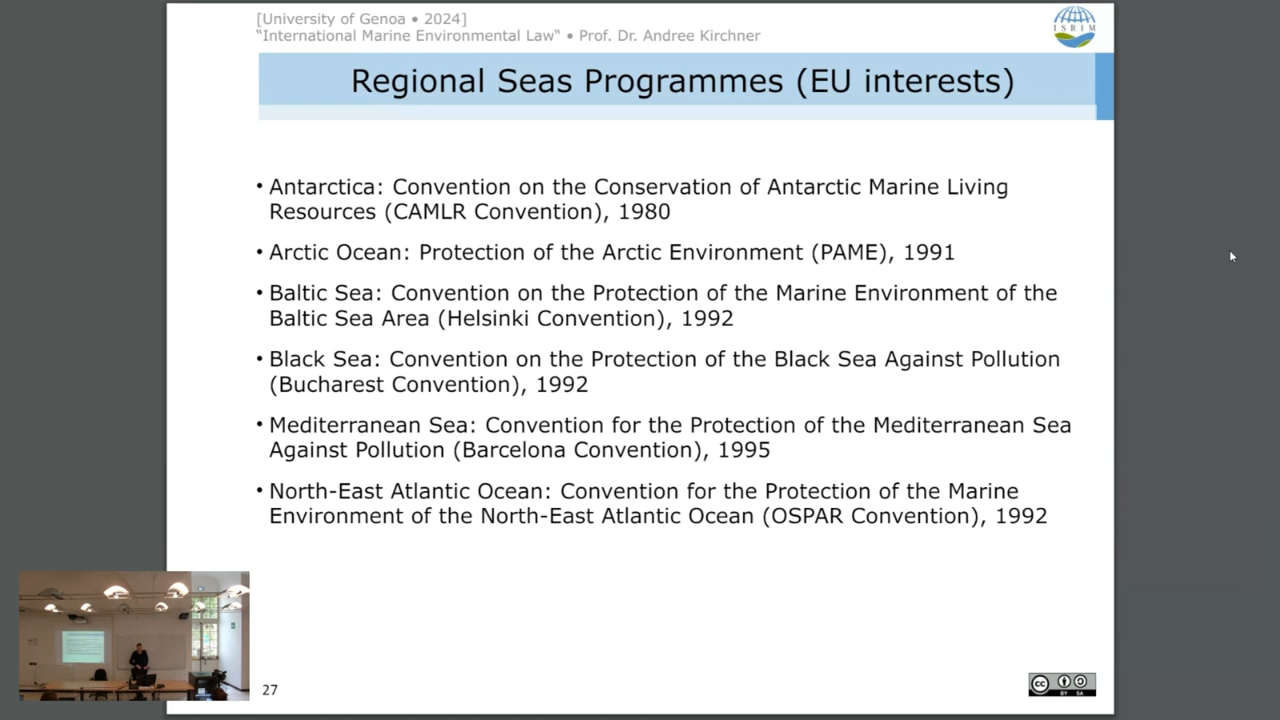 [University of Genoa • 2024]
“International Marine Environmental Law“ • Prof. Dr. Andree Kirchner
ISRIM
Regional Seas Programmes (EU interests)
• Antarctica: Convention on the Conservation of Antarctic Marine Living
Resources (CAMLR Convention), 1980
• Arctic Ocean: Protection of the Arctic Environment (PAME), 1991
• Baltic Sea: Convention on the Protection of the Marine Environment of the
Baltic Sea Area (Helsinki Convention), 1992
• Black Sea: Convention on the Protection of the Black Sea Against Pollution
(Bucharest Convention), 1992
• Mediterranean Sea: Convention for the Protection of the Mediterranean Sea
Against Pollution (Barcelona Convention), 1995
• North-East Atlantic Ocean: Convention for the Protection of the Marine
Environment of the North-East Atlantic Ocean (OSPAR Convention), 1992
27
cc
BY SA